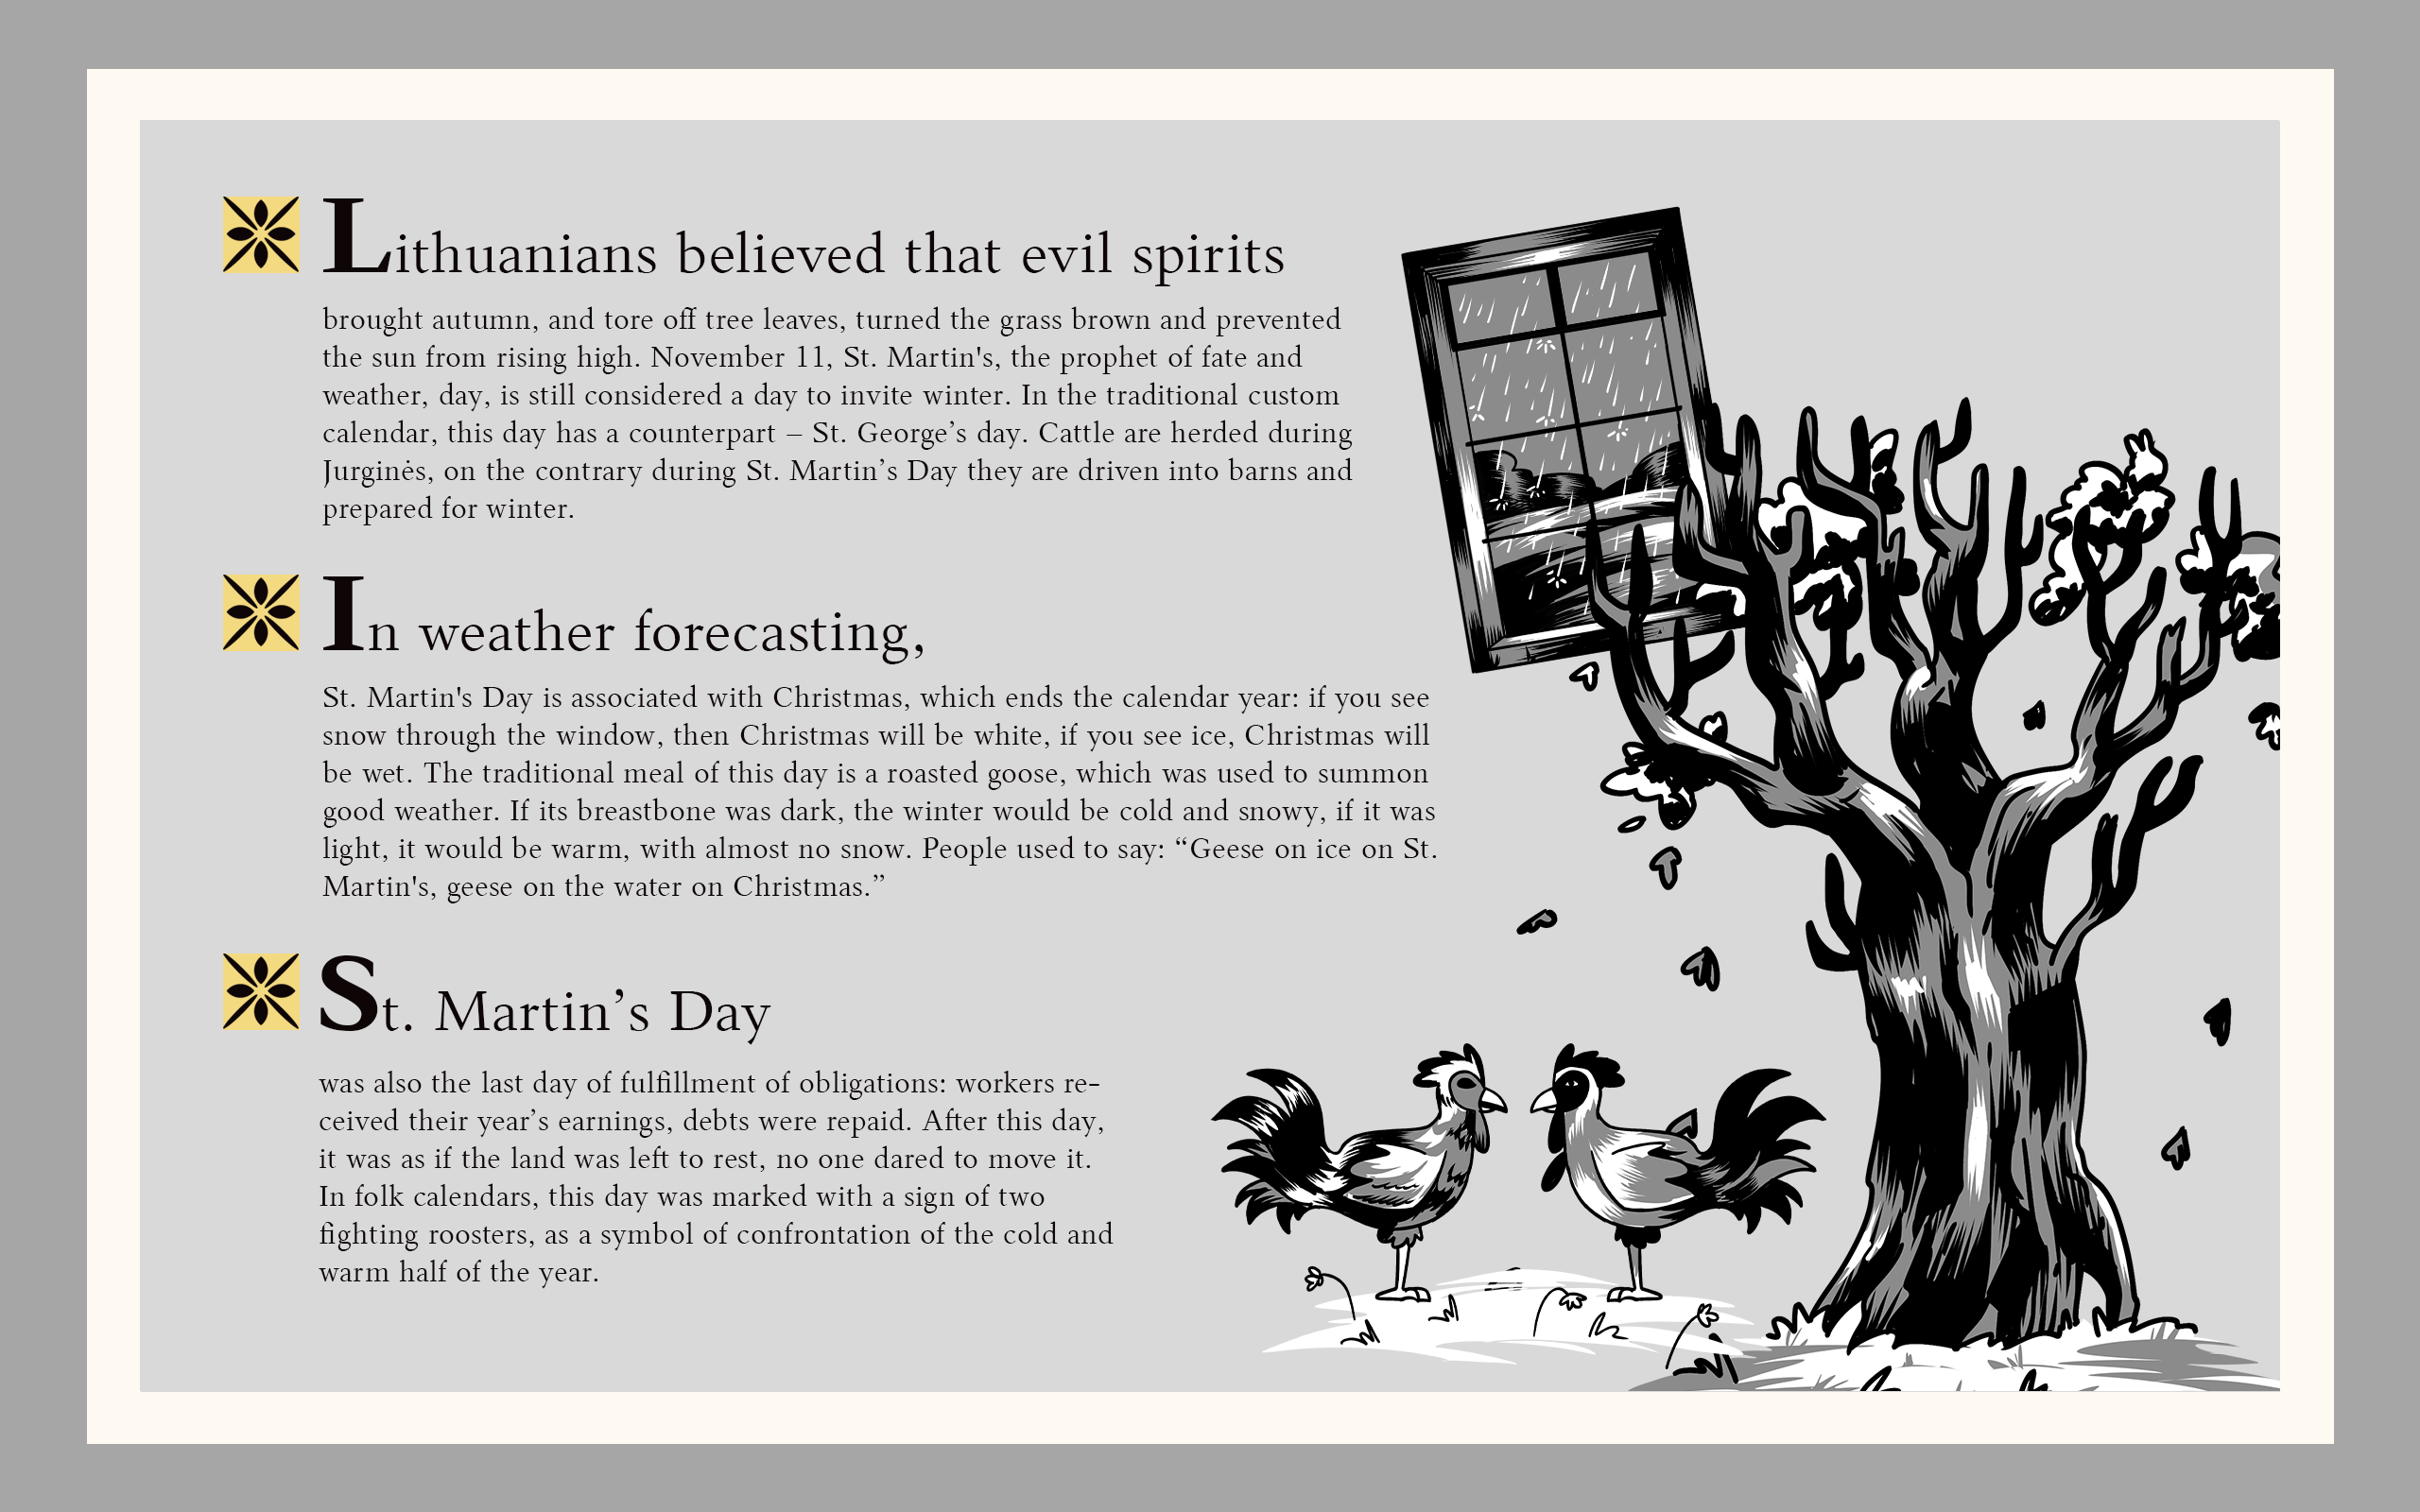 Lithuanians believed that evil spirits
brought autumn, and tore off tree leaves, turned the grass brown and prevented
the sun from rising high. November 11, St. Martin's, the prophet of fate and
weather, day, is still considered a day to invite winter. In the traditional custom
calendar, this day has a counterpart – St. George’s day. Cattle are herded during
Jurginės, on the contrary during St. Martin’s Day they are driven into barns and
prepared for winter.
In weather forecasting,
St. Martin's Day is associated with Christmas, which ends the calendar year: if you see
snow through the window, then Christmas will be white, if you see ice, Christmas will
be wet. The traditional meal of this day is a roasted goose, which was used to summon
good weather. If its breastbone was dark, the winter would be cold and snowy, if it was
light, it would be warm, with almost no snow. People used to say: “Geese on ice on St.
Martin's, geese on the water on Christmas.”
St. Martin’s Day
was also the last day of fulfillment of obligations: workers re-
ceived their year’s earnings, debts were repaid. After this day,
it was as if the land was left to rest, no one dared to move it.
In folk calendars, this day was marked with a sign of two
fighting roosters, as a symbol of confrontation of the cold and
warm half of the year.